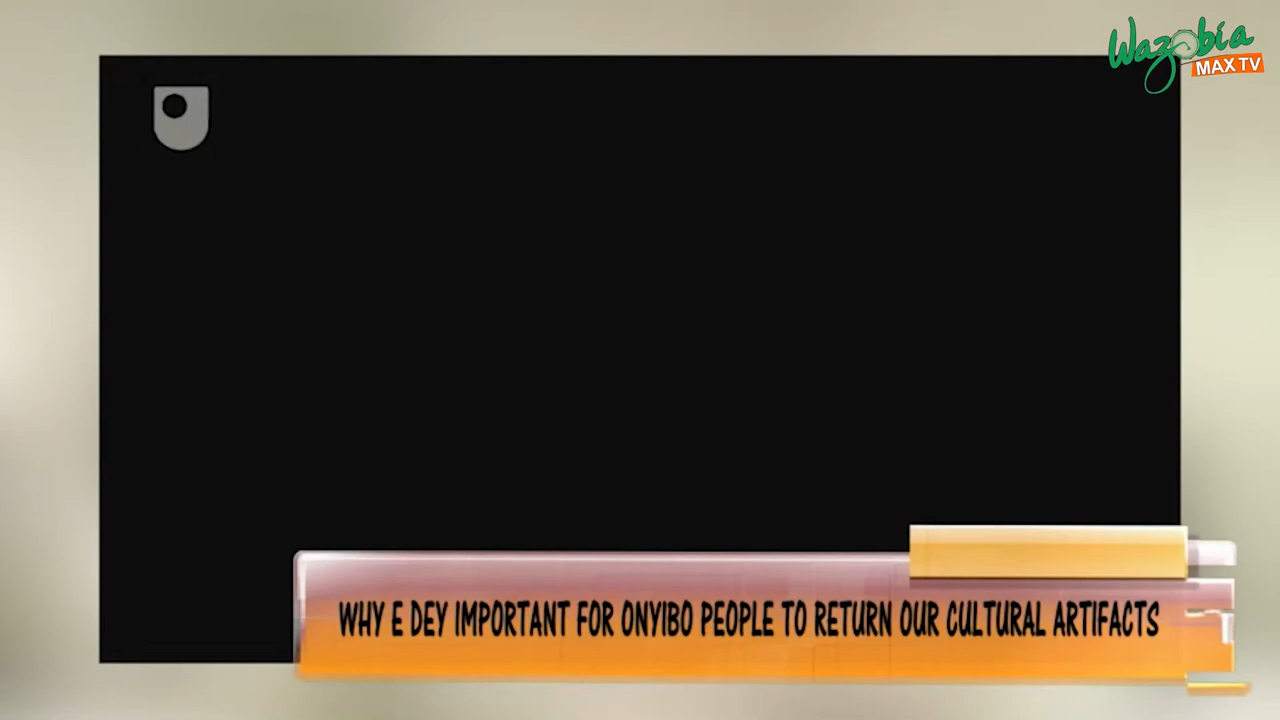 Wazobia
MAX TV
WHY E DEY IMPORTANT FOR ONYIBO PEOPLE TO RETURN OUR CULTURAL ARTIFACTS